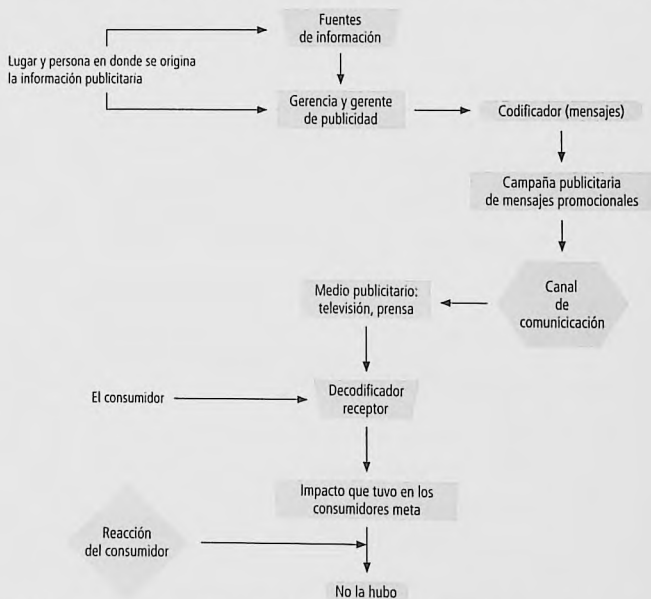 Fuentes
de información
Lugar y persona en donde se origina
la información publicitaria
Gerencia y gerente
de publicidad
Codificador (mensajes)
Campaña publicitaria
de mensajes promocionales
Canal
de
comunicicación
Medio publicitario:
televisión, prensa
El consumidor
Decodificador
receptor
Impacto que tuvo en los
consumidores meta
Reacción
del consumidor
No la hubo